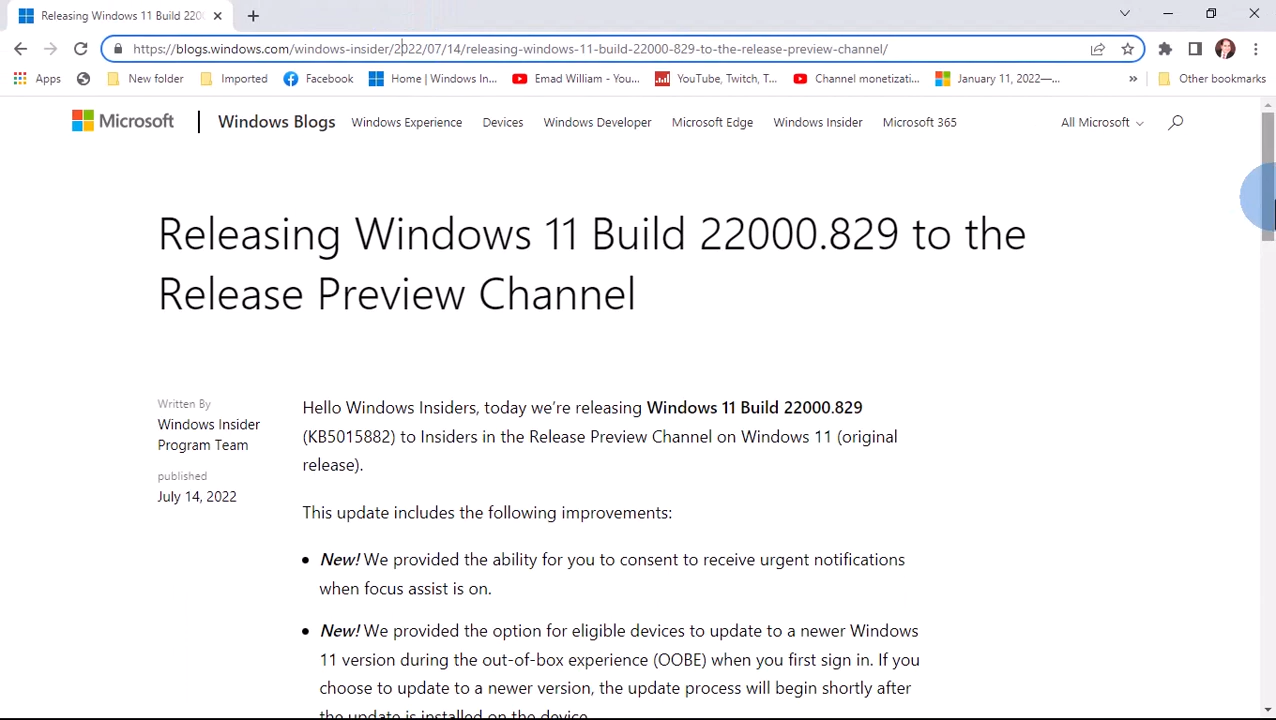 Releasing Windows 11 Build 220
https://blogs.windows.com/windows-insider/2022/07/14/releasing-windows-11-build-22000-829-to-the-release-preview-channel/
Apps New folder Imported Facebook Home | Windows In... Emad William - You... YouTube, Twitch, T... Channel monetizati... January 11, 2022—... » Other bookmarks
Microsoft Windows Blogs Windows Experience Devices Windows Developer Microsoft Edge Windows Insider Microsoft 365 All Microsoft
Releasing Windows 11 Build 22000.829 to the
Release Preview Channel
Written By
Windows Insider
Program Team
published
July 14, 2022
Hello Windows Insiders, today we’re releasing Windows 11 Build 22000.829
(KB5015882) to Insiders in the Release Preview Channel on Windows 11 (original
release).
This update includes the following improvements:
• New! We provided the ability for you to consent to receive urgent notifications
when focus assist is on.
• New! We provided the option for eligible devices to update to a newer Windows
11 version during the out-of-box experience (OOBE) when you first sign in. If you
choose to update to a newer version, the update process will begin shortly after
the update is installed on the device.